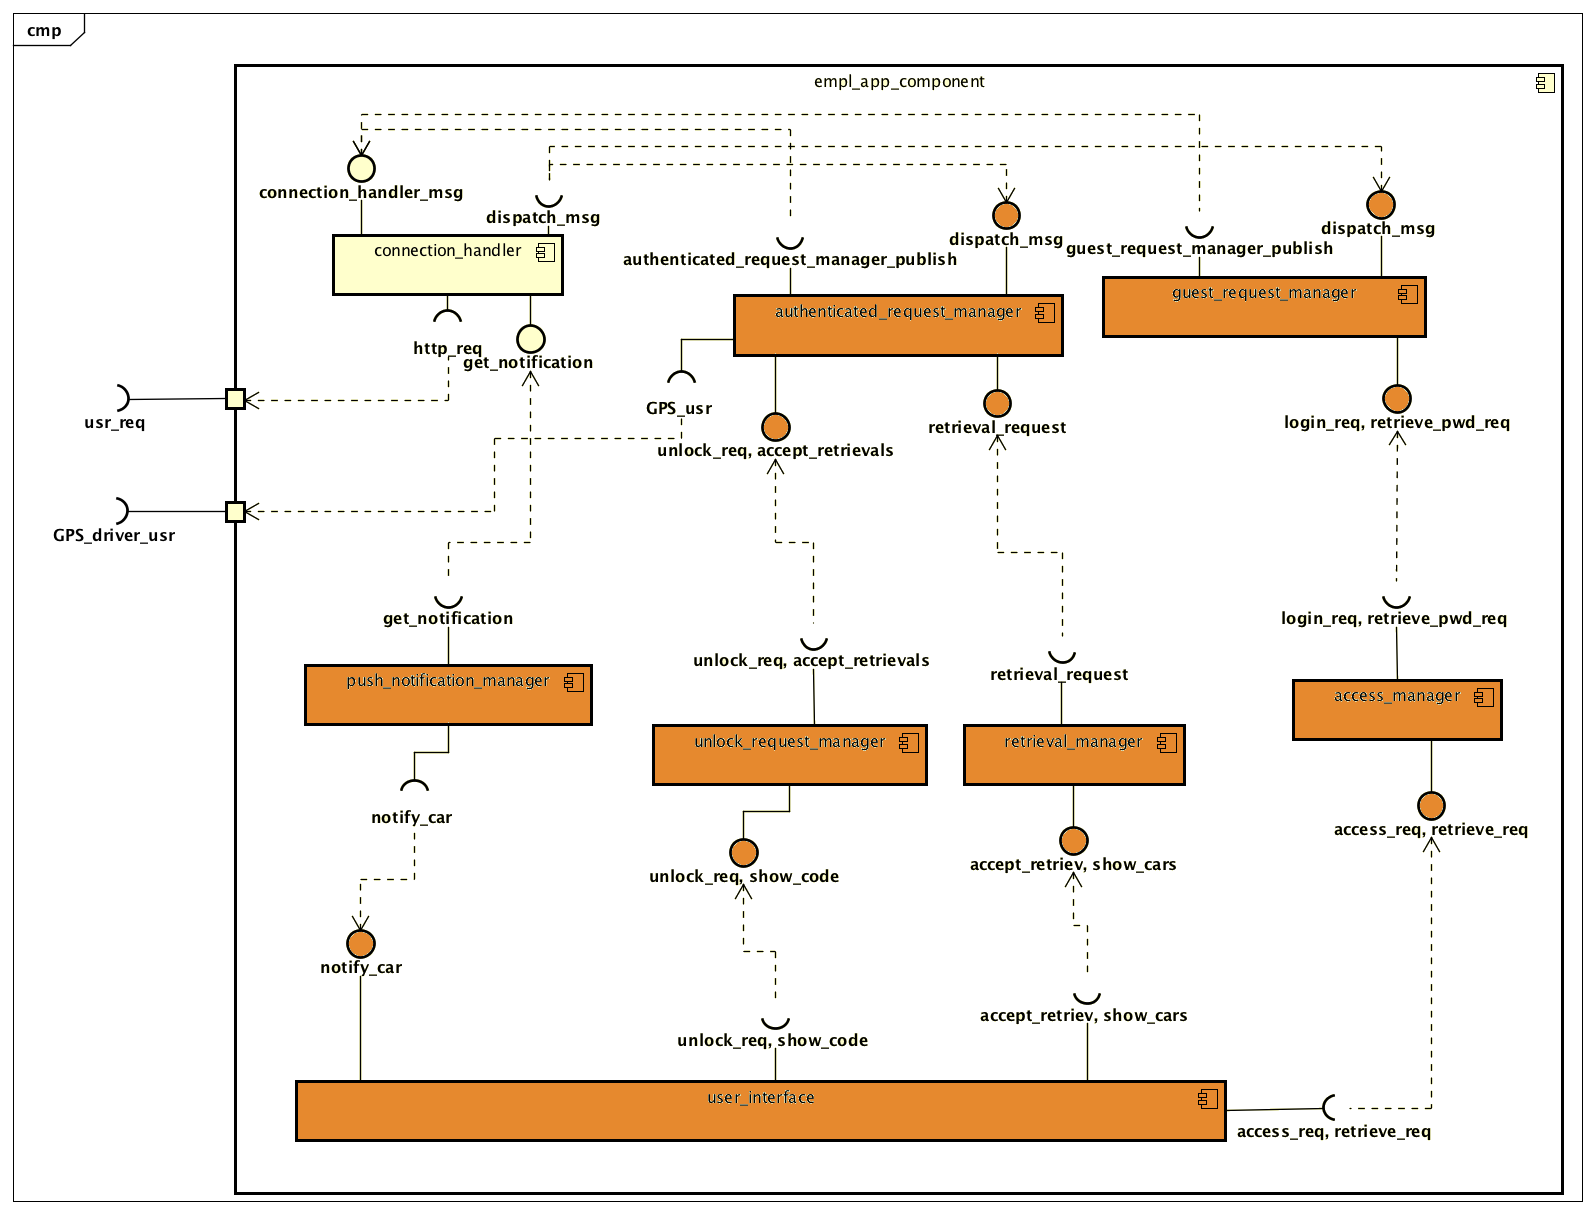 cmp
empl_app_component
connection_handler_msg
dispatch_msg
connection_handler
authenticated_request_manager_publish
dispatch_msg
guest_request_manager_publish
dispatch_msg
authenticated_request_manager
guest_request_manager
http_req
get_notification
usr_req
GPS_usr
unlock_req, accept_retrievals
retrieval_request
login_req, retrieve_pwd_req
GPS_driver_usr
get_notification
unlock_req, accept_retrievals
retrieval_request
login_req, retrieve_pwd_req
push_notification_manager
unlock_request_manager
retrieval_manager
access_manager
notify_car
unlock_req, show_code
accept_retriev, show_cars
access_req, retrieve_req
notify_car
unlock_req, show_code
accept_retriev, show_cars
user_interface
access_req, retrieve_req